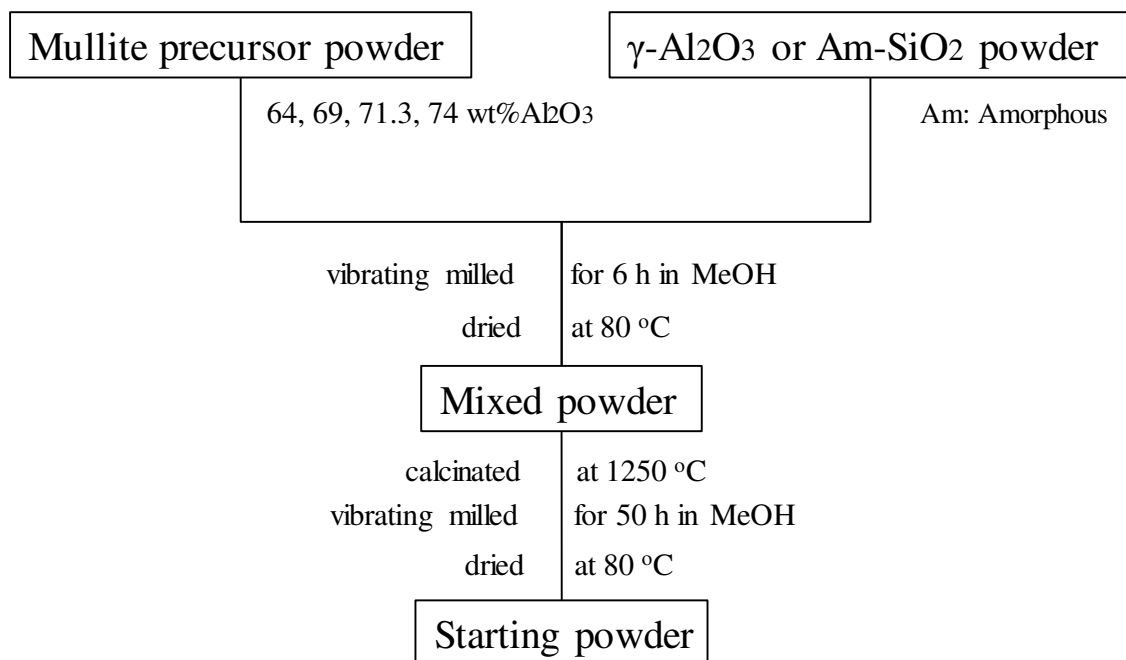 Mullite precursor powder
γ-Al2O3 or Am-SiO2 powder
64, 69, 71.3, 74 wt%Al2O3
Am: Amorphous
vibrating milled for 6 h in MeOH
dried at 80 °C
Mixed powder
calcinated at 1250 °C
vibrating milled for 50 h in MeOH
dried at 80 °C
Starting powder